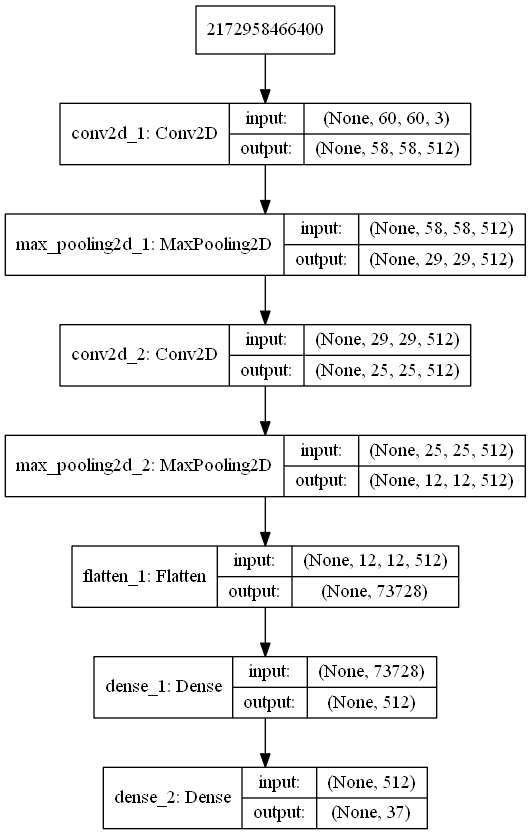 2172958466400
conv2d_1: Conv2D
input: (None, 60, 60, 3)
output: (None, 58, 58, 512)
max_pooling2d_1: MaxPooling2D
input: (None, 58, 58, 512)
output: (None, 29, 29, 512)
conv2d_2: Conv2D
input: (None, 29, 29, 512)
output: (None, 25, 25, 512)
max_pooling2d_2: MaxPooling2D
input: (None, 25, 25, 512)
output: (None, 12, 12, 512)
flatten_1: Flatten
input: (None, 12, 12, 512)
output: (None, 73728)
dense_1: Dense
input: (None, 73728)
output: (None, 512)
dense_2: Dense
input: (None, 512)
output: (None, 37)